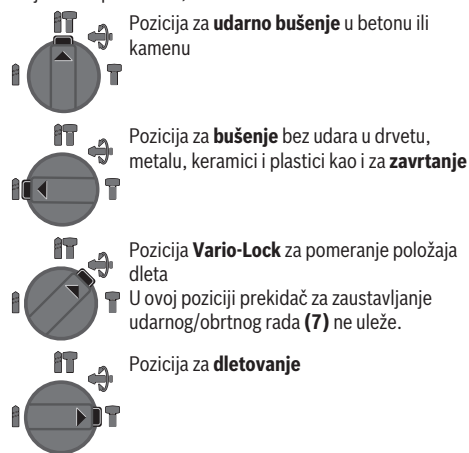 Pozicija za udarno bušenje u betonu ili
kamenu
Pozicija za bušenje bez udara u drvetu,
metalu, keramici i plastici kao i za zavrtanje
Pozicija Vario-Lock za pomeranje položaja
dleta
U ovoj poziciji prekidač za zaustavljanje
udarnog/obrtnog rada (7) ne uleže.
Pozicija za dletovanje